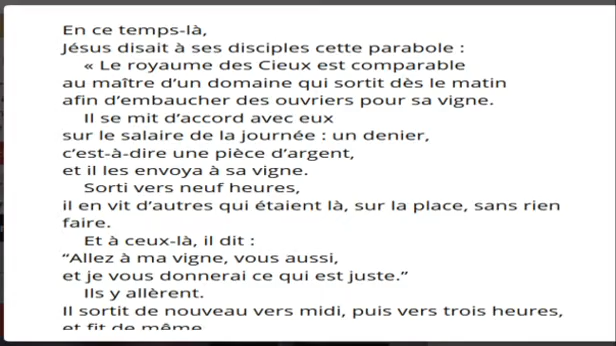 En ce temps-là,
Jésus disait à ses disciples cette parabole :
« Le royaume des Cieux est comparable
au maître d’un domaine qui sortit dès le matin
afin d’embaucher des ouvriers pour sa vigne.
Il se mit d’accord avec eux
sur le salaire de la journée : un denier,
c’est-à-dire une pièce d’argent,
et il les envoya à sa vigne.
Sorti vers neuf heures,
il en vit d’autres qui étaient là, sur la place, sans rien
faire.
Et à ceux-là, il dit :
“Allez à ma vigne, vous aussi,
et je vous donnerai ce qui est juste.”
Ils y allèrent.
Il sortit de nouveau vers midi, puis vers trois heures,
et fit de même